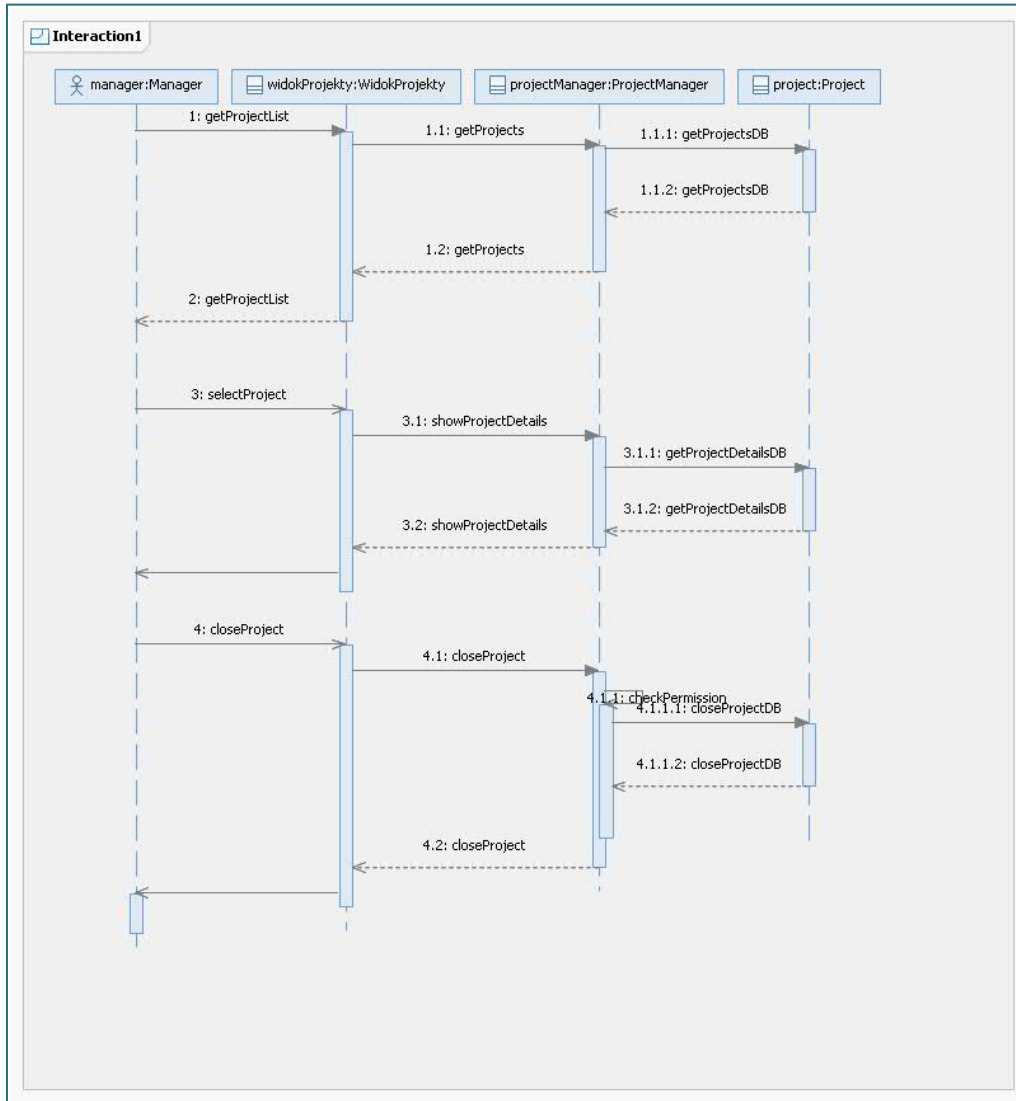 Interaction1
manager:Manager
widokProjekty:WidokProjekty
projectManager:ProjectManager
project:Project
1: getProjectList
1.1: getProjects
1.1.1: getProjectsDB
1.1.2: getProjectsDB
1.2: getProjects
2: getProjectList
3: selectProject
3.1: showProjectDetails
3.1.1: getProjectDetailsDB
3.1.2: getProjectDetailsDB
3.2: showProjectDetails
4: closeProject
4.1: closeProject
4.1.1: checkPermission
4.1.1.1: closeProjectDB
4.1.1.2: closeProjectDB
4.2: closeProject